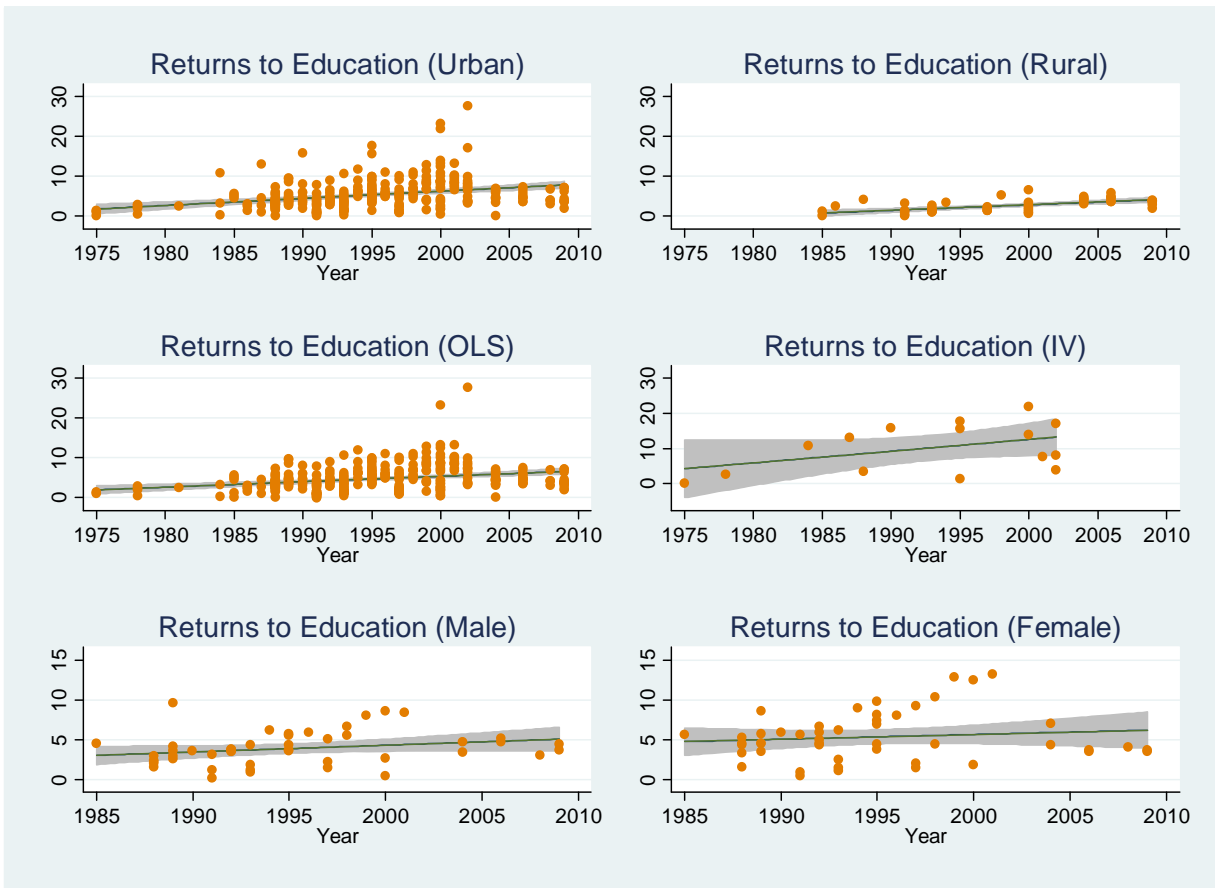 Returns to Education (Urban)
30
20
10
0
1975 1980 1985 1990 1995 2000 2005 2010
Year
Returns to Education (Rural)
30
20
10
0
1975 1980 1985 1990 1995 2000 2005 2010
Year
Returns to Education (OLS)
30
20
10
0
1975 1980 1985 1990 1995 2000 2005 2010
Year
Returns to Education (IV)
30
20
10
0
1975 1980 1985 1990 1995 2000 2005 2010
Year
Returns to Education (Male)
15
10
5
0
1985 1990 1995 2000 2005 2010
Year
Returns to Education (Female)
15
10
5
0
1985 1990 1995 2000 2005 2010
Year